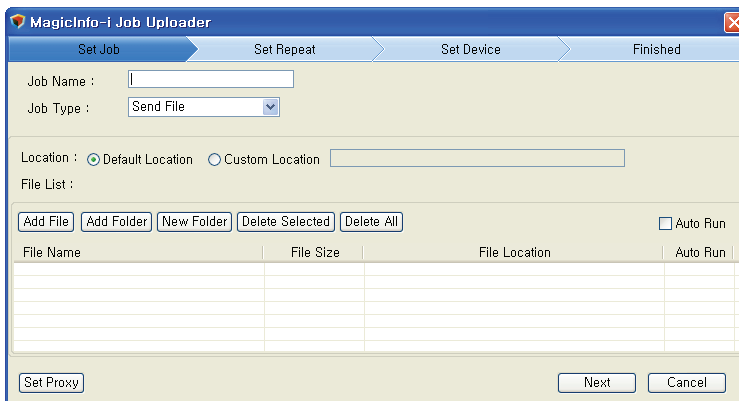 MagicInfo-i Job Uploader
Set Job Set Repeat Set Device Finished
Job Name :
Job Type : Send File
Location : Default Location Custom Location
File List :
Add File Add Folder New Folder Delete Selected Delete All Auto Run
File Name File Size File Location Auto Run
Set Proxy Next Cancel